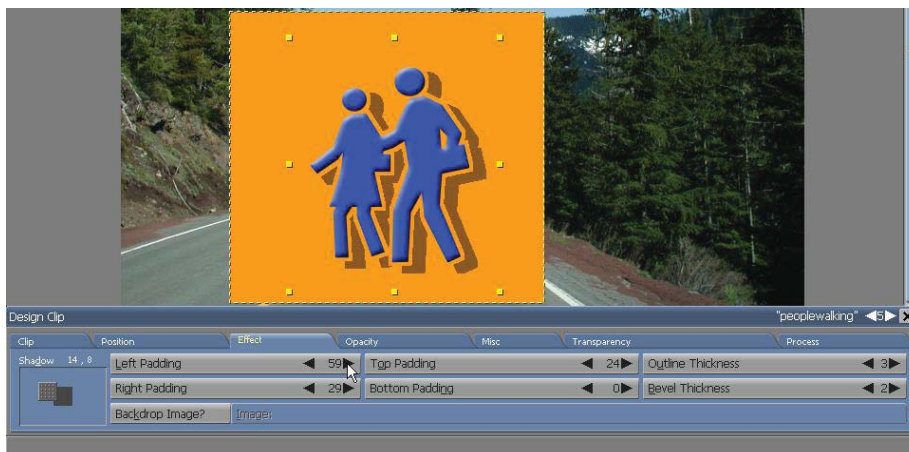 Design Clip "peoplewalking" 5
Clip Position Effect Opacity Misc Transparency Process
Shadow 14 , 8
Left Padding 59 Top Padding 24 Outline Thickness 3
Right Padding 29 Bottom Padding 0 Bevel Thickness 2
Backdrop Image? Image: